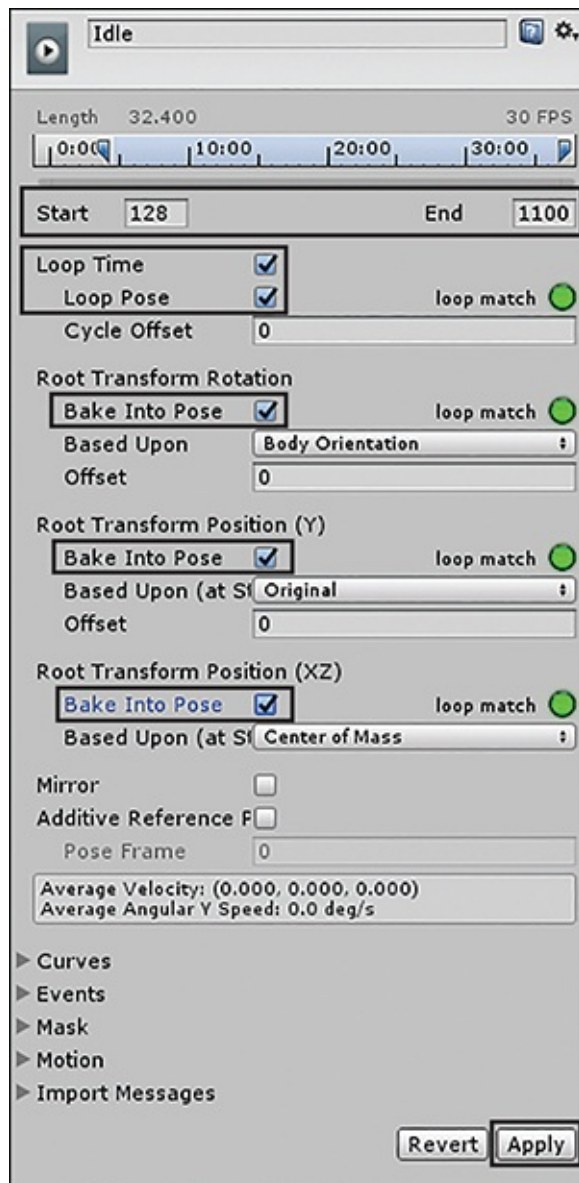 Idle
Length 32.400 30 FPS
0:00 10:00 20:00 30:00
Start 128 End 1100
Loop Time
Loop Pose loop match
Cycle Offset 0
Root Transform Rotation
Bake Into Pose loop match
Based Upon Body Orientation
Offset 0
Root Transform Position (Y)
Bake Into Pose loop match
Based Upon (at St Original
Offset 0
Root Transform Position (XZ)
Bake Into Pose loop match
Based Upon (at St Center of Mass
Mirror
Additive Reference P
Pose Frame 0
Average Velocity: (0.000, 0.000, 0.000)
Average Angular Y Speed: 0.0 deg/s
Curves
Events
Mask
Motion
Import Messages
Revert Apply